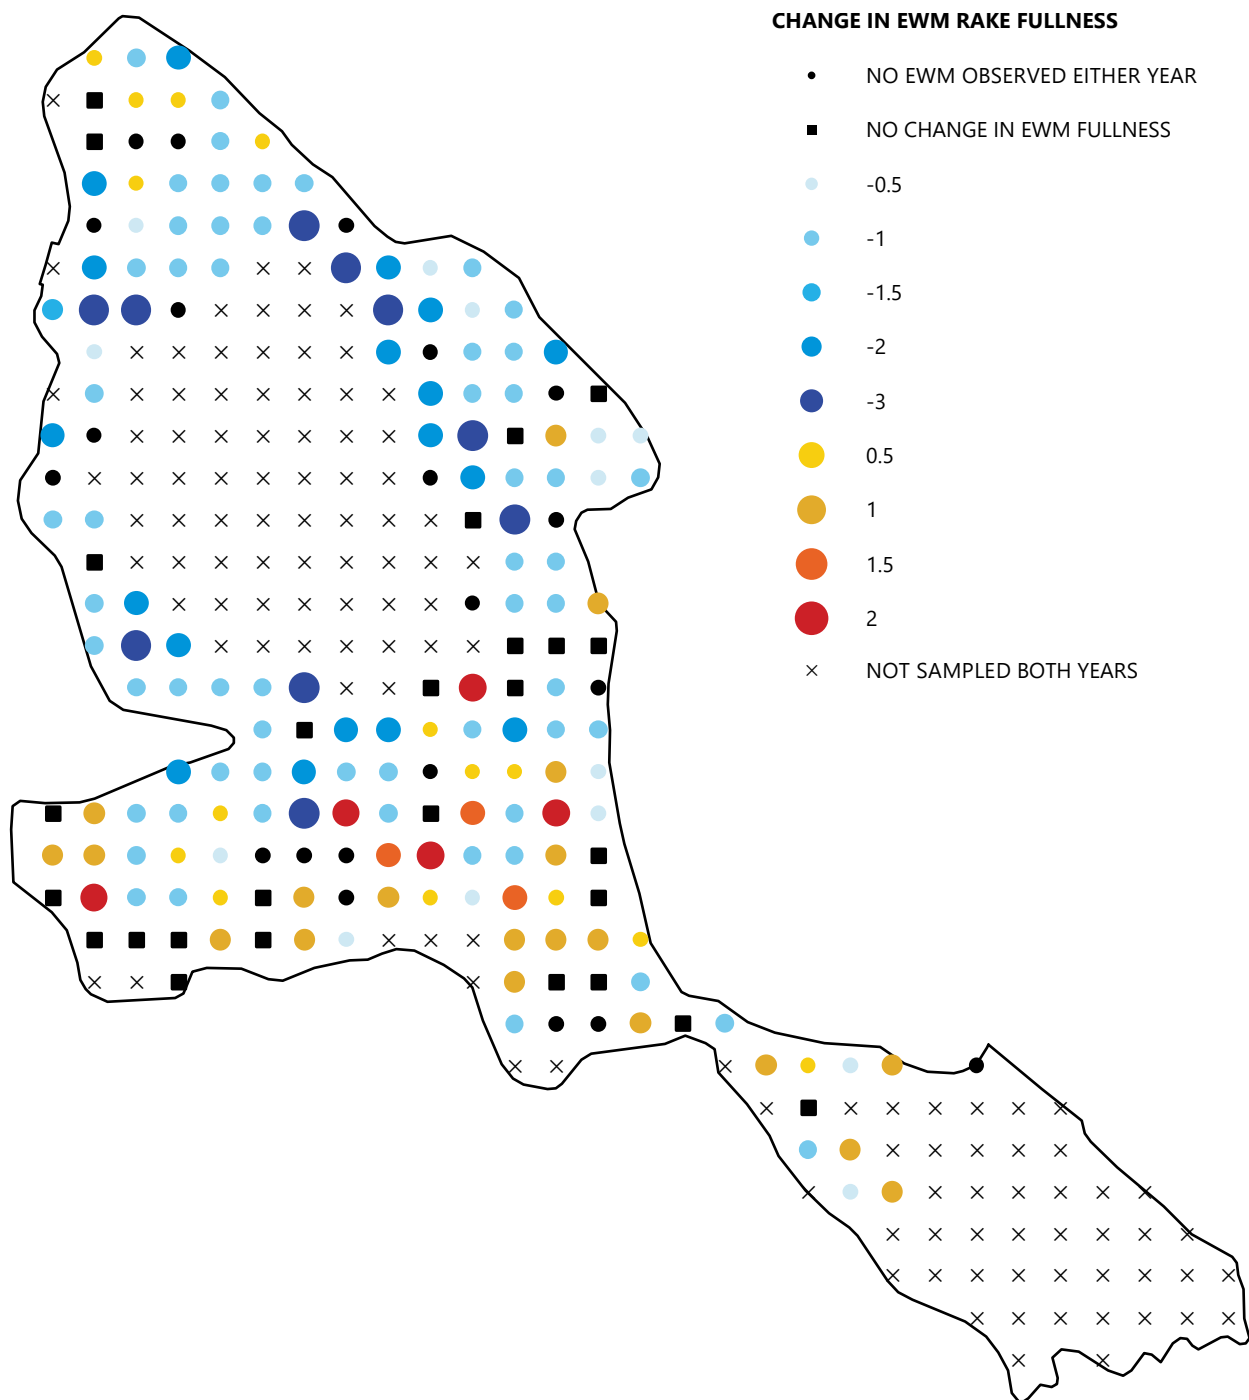 CHANGE IN EWM RAKE FULLNESS
NO EWM OBSERVED EITHER YEAR
NO CHANGE IN EWM FULLNESS
-0.5
-1
-1.5
-2
-3
0.5
1
1.5
2
NOT SAMPLED BOTH YEARS